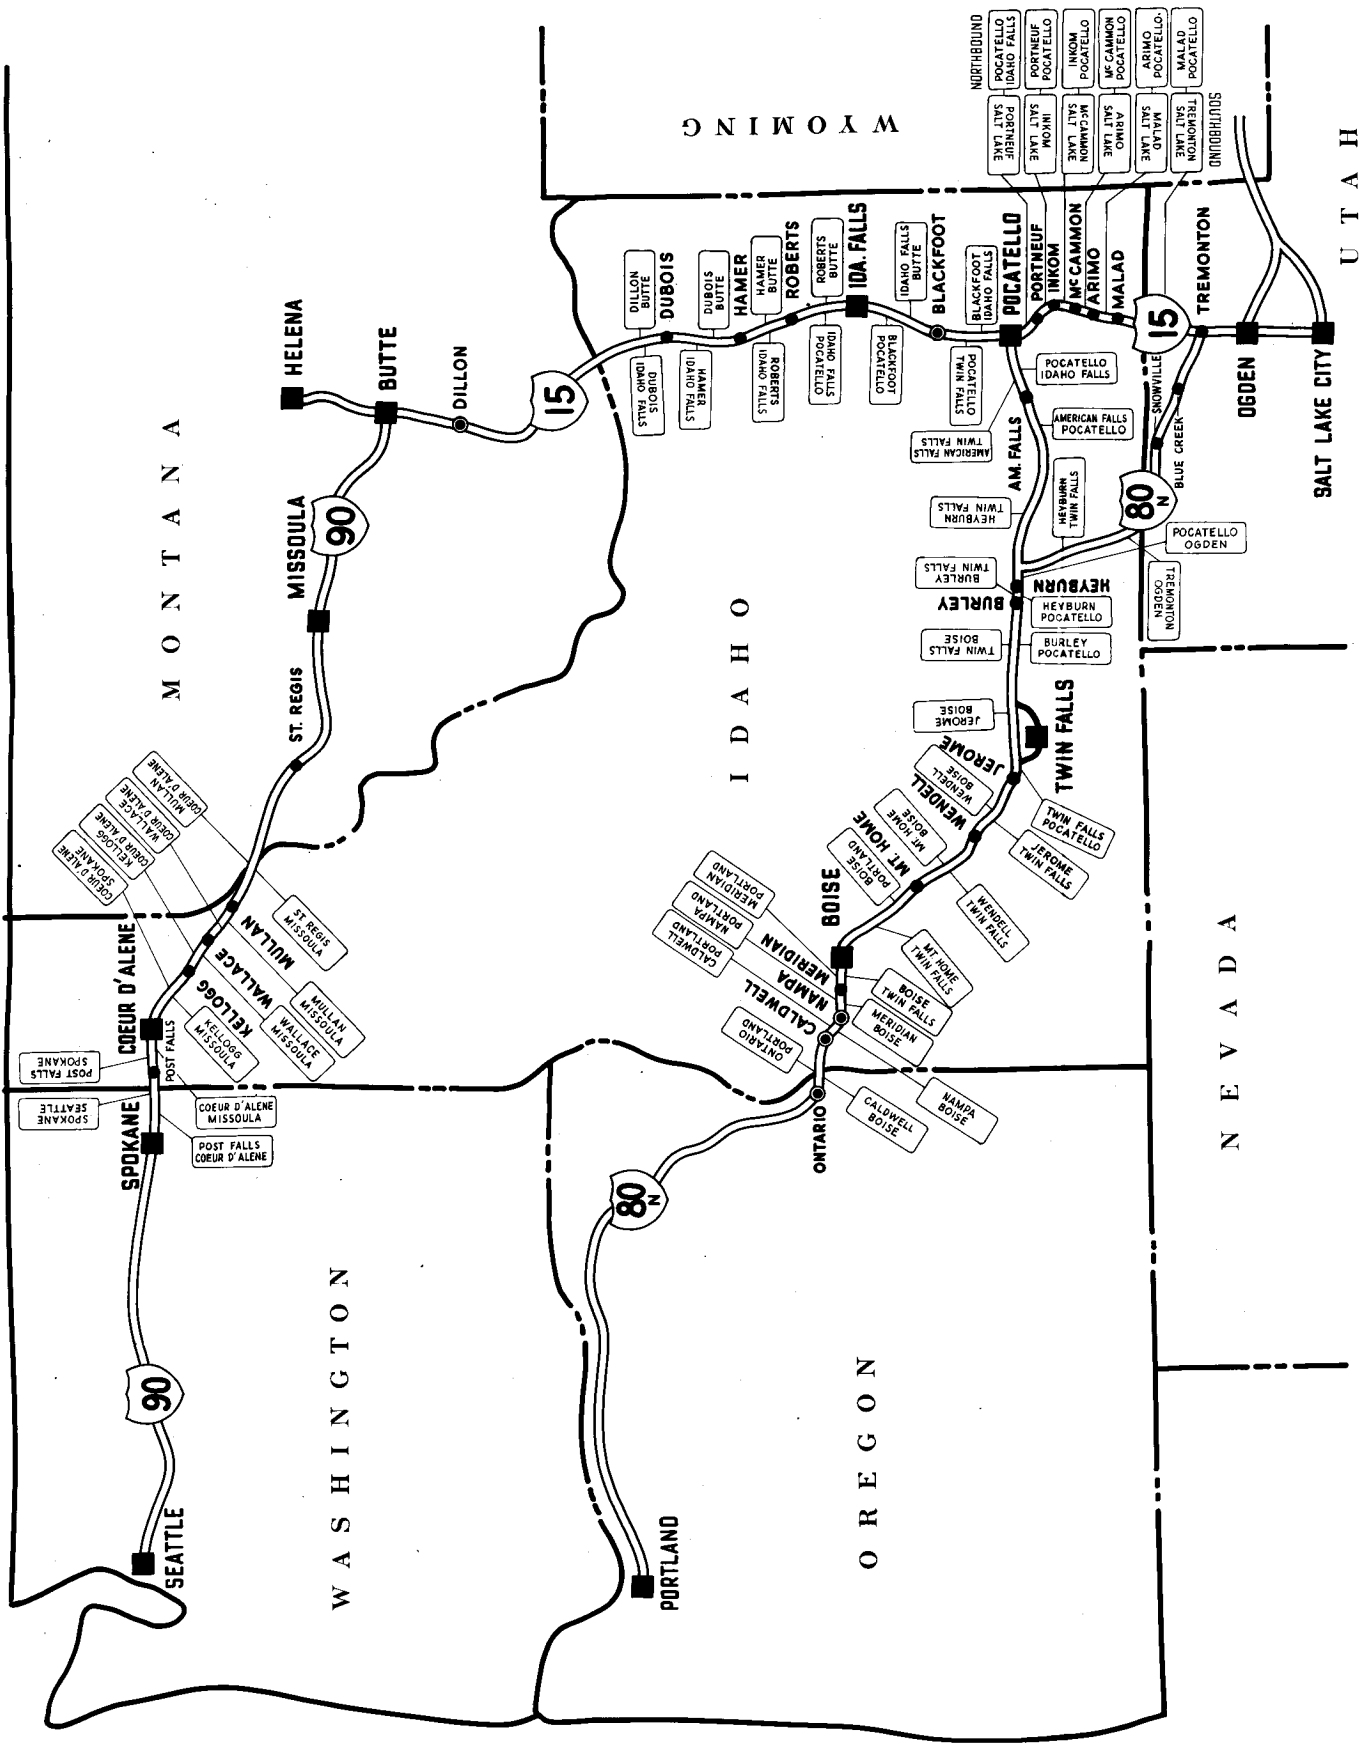 WASHINGTON
MONTANA
OREGON
IDAHO
WYOMING
NEVADA
UTAH
SEATTLE
90
SPOKANE
SPOKANE
SEATTLE
POST FALLS
SPOKANE
POST FALLS
COEUR D'ALENE
COEUR D'ALENE
MISSOULA
POST FALLS
COEUR D'ALENE
COEUR D'ALENE
SPOKANE
KELLOGG
COEUR D'ALENE
WALLACE
COEUR D'ALENE
MULLAN
COEUR D'ALENE
KELLOGG
WALLACE
MULLAN
KELLOGG
MISSOULA
WALLACE
MISSOULA
MULLAN
MISSOULA
ST. REGIS
MISSOULA
ST. REGIS
MISSOULA
90
BUTTE
HELENA
DILLON
15
DILLON
BUTTE
DUBOIS
DUBOIS
IDAHO FALLS
DUBOIS
BUTTE
HAMER
HAMER
IDAHO FALLS
HAMER
BUTTE
ROBERTS
ROBERTS
IDAHO FALLS
ROBERTS
BUTTE
IDA. FALLS
IDAHO FALLS
POCATELLO
IDAHO FALLS
BUTTE
BLACKFOOT
BLACKFOOT
POCATELLO
BLACKFOOT
IDAHO FALLS
POCATELLO
TWIN FALLS
POCATELLO
PORTNEUF
INKOM
McCAMMON
ARIMO
MALAD
NORTHBOUND
POCATELLO
IDAHO FALLS
PORTNEUF
POCATELLO
INKOM
POCATELLO
McCAMMON
POCATELLO
ARIMO
POCATELLO.
MALAD
POCATELLO
SOUTHBOUND
PORTNEUF
SALT LAKE
INKOM
SALT LAKE
McCAMMON
SALT LAKE
ARIMO
SALT LAKE
MALAD
SALT LAKE
TREMONTON
SALT LAKE
15
TREMONTON
OGDEN
SALT LAKE CITY
SNOWVILLE
BLUE CREEK
80
N
PORTLAND
80
N
ONTARIO
ONTARIO
PORTLAND
CALDWELL
PORTLAND
NAMPA
PORTLAND
MERIDIAN
PORTLAND
CALDWELL
NAMPA
MERIDIAN
BOISE
CALDWELL
BOISE
NAMPA
BOISE
MERIDIAN
BOISE
BOISE
TWIN FALLS
MT. HOME
TWIN FALLS
BOISE
PORTLAND
MT. HOME
MT HOME
BOISE
WENDELL
WENDELL
TWIN FALLS
WENDELL
BOISE
JEROME
JEROME
TWIN FALLS
TWIN FALLS
POCATELLO
JEROME
BOISE
TWIN FALLS
TWIN FALLS
BOISE
BURLEY
POCATELLO
BURLEY
HEYBURN
HEYBURN
POCATELLO
BURLEY
TWIN FALLS
HEYBURN
TWIN FALLS
HEYBURN
TWIN FALLS
POCATELLO
OGDEN
TREMONTON
OGDEN
AM. FALLS
AMERICAN FALLS
TWIN FALLS
AMERICAN FALLS
POCATELLO
POCATELLO
IDAHO FALLS